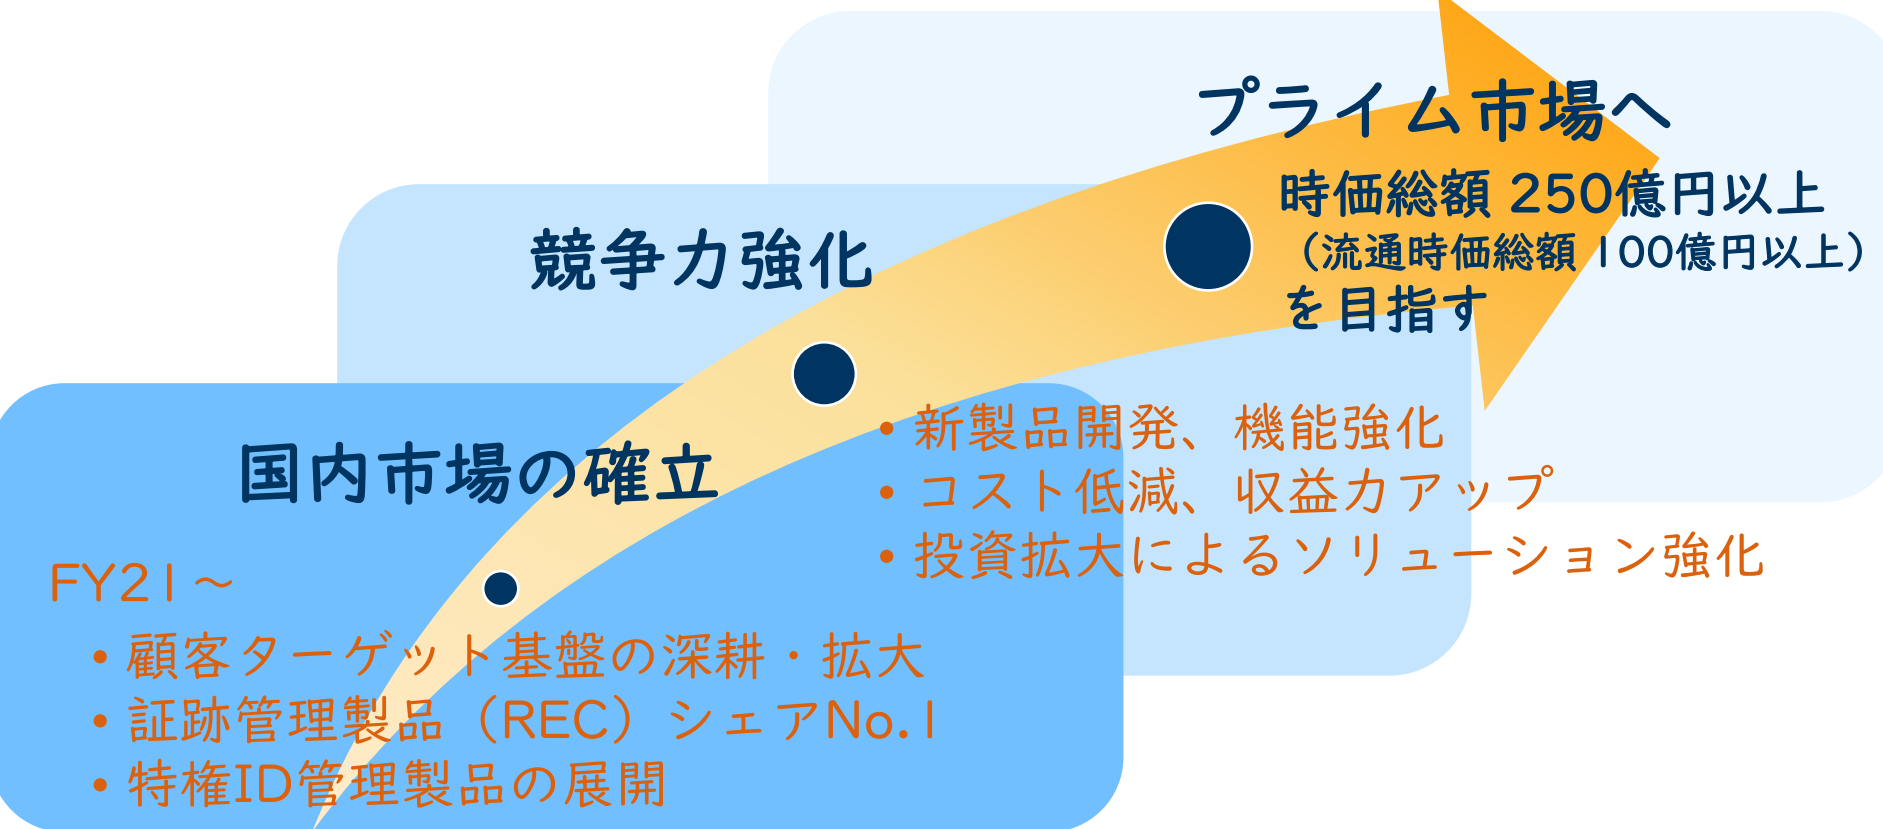 プライム市場へ
時価総額 250億円以上
（流通時価総額 100億円以上）
を目指す
競争力強化
• 新製品開発、機能強化
• コスト低減、収益力アップ
• 投資拡大によるソリューション強化
国内市場の確立
FY21～
• 顧客ターゲット基盤の深耕・拡大
• 証跡管理製品（REC）シェアNo.1
• 特権ID管理製品の展開